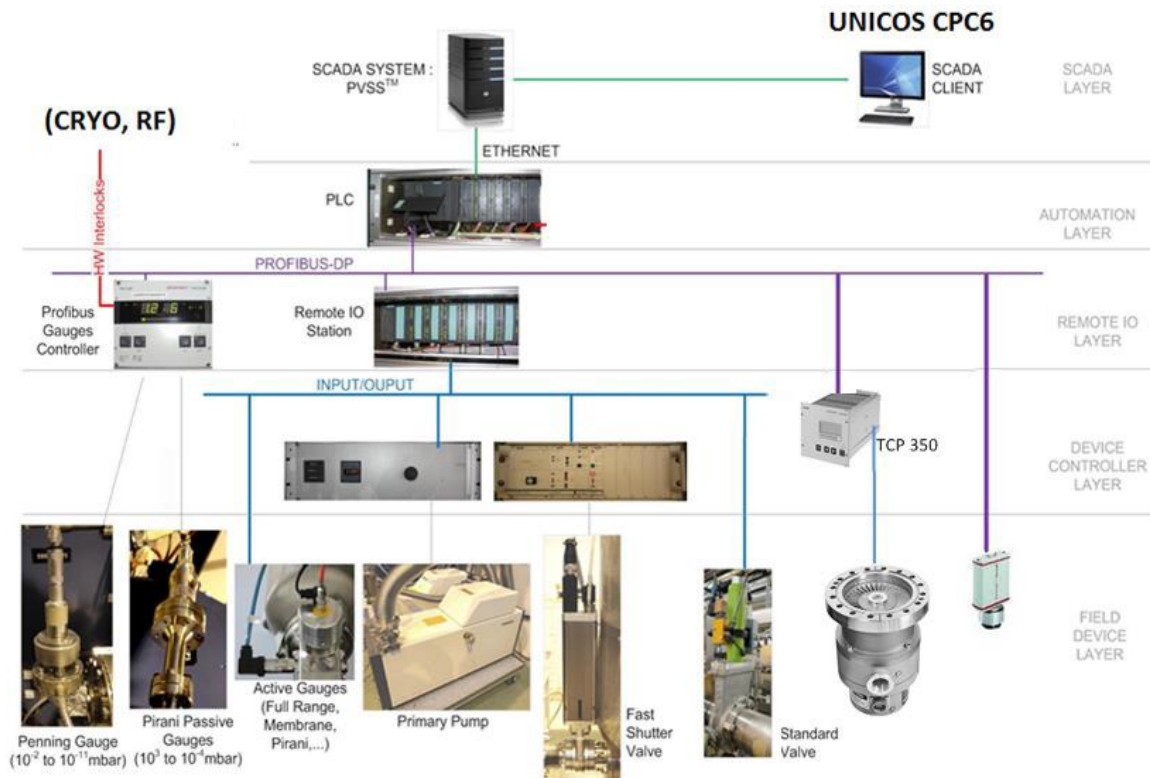 UNICOS CPC6
SCADA SYSTEM :
PVSS™
SCADA
CLIENT
SCADA
LAYER
(CRYO, RF)
..
ETHERNET
HW Interlocks
PLC
AUTOMATION
LAYER
PROFIBUS-DP
Profibus
Gauges
Controller
Remote IO
Station
REMOTE IO
LAYER
INPUT/OUPUT
TCP 350
DEVICE
CONTROLLER
LAYER
Penning Gauge
(10⁻² to 10⁻¹¹mbar)
Pirani Passive
Gauges
(10³ to 10⁻⁴mbar)
Active Gauges
(Full Range,
Membrane,
Pirani,...)
Primary Pump
Fast
Shutter
Valve
Standard
Valve
FIELD
DEVICE
LAYER